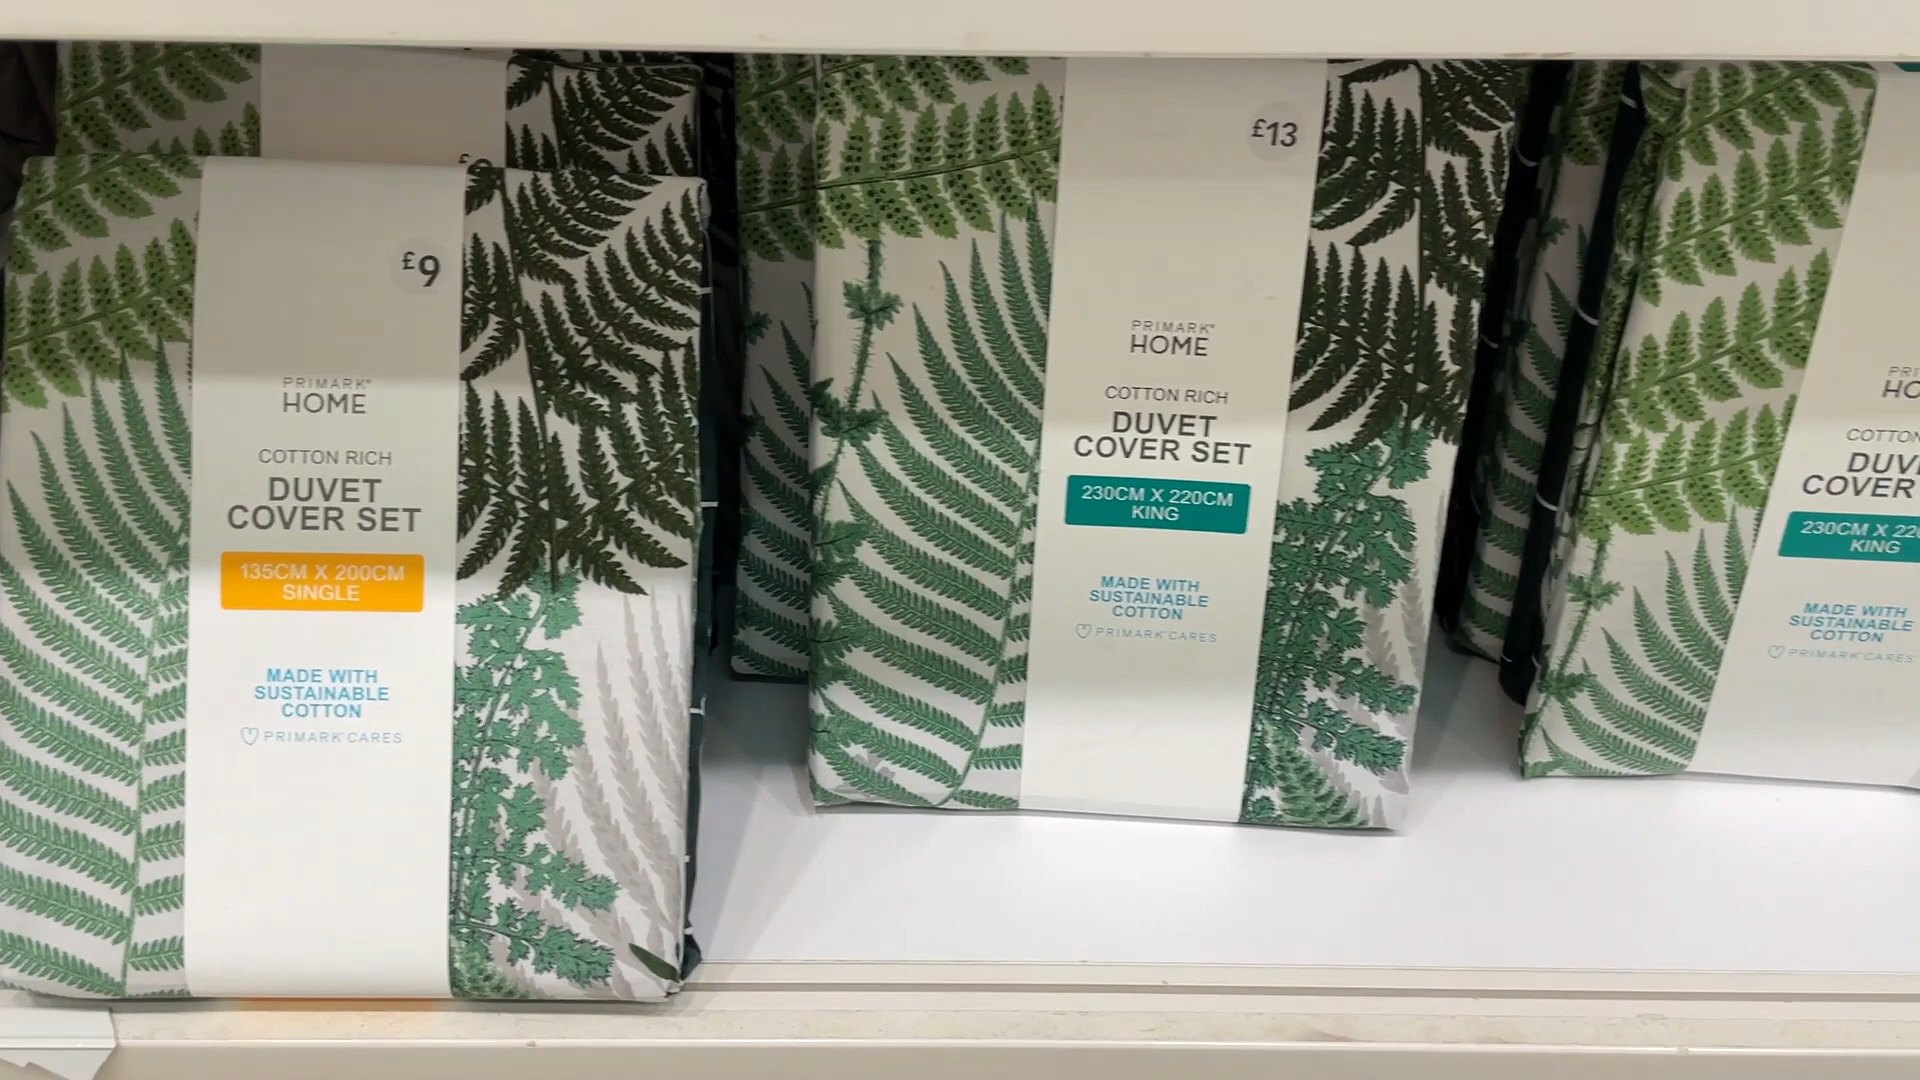 £9
PRIMARK®
HOME
COTTON RICH
DUVET
COVER SET
135CM X 200CM
SINGLE
MADE WITH
SUSTAINABLE
COTTON
PRIMARK® CARES
£13
PRIMARK®
HOME
COTTON RICH
DUVET
COVER SET
230CM X 220CM
KING
MADE WITH
SUSTAINABLE
COTTON
PRIMARK® CARES
PRI
HO
COTTON
DUV
COVER
230CM X 22
KING
MADE WITH
SUSTAINABLE
COTTON
PRIMARK® CARES